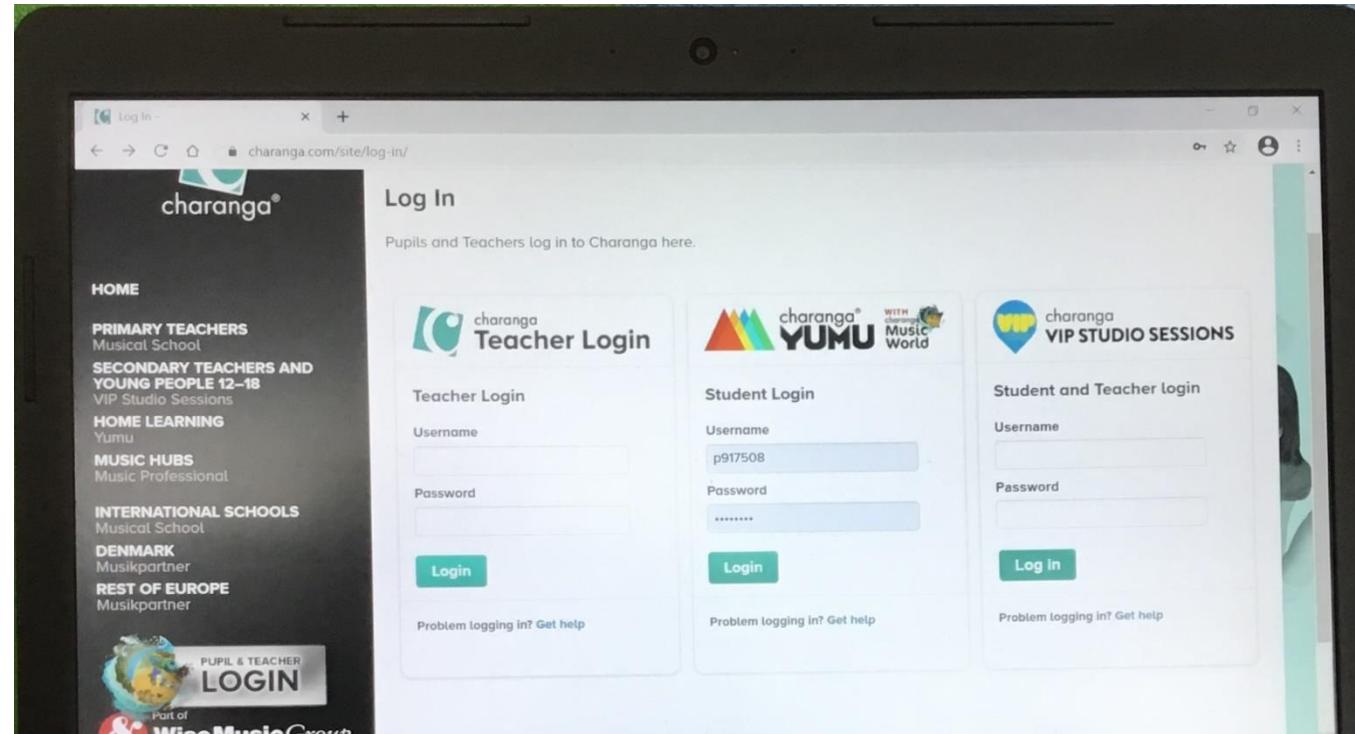 Log In -
charanga.com/site/log-in/
charanga®
HOME
PRIMARY TEACHERS
Musical School
SECONDARY TEACHERS AND
YOUNG PEOPLE 12–18
VIP Studio Sessions
HOME LEARNING
Yumu
MUSIC HUBS
Music Professional
INTERNATIONAL SCHOOLS
Musical School
DENMARK
Musikpartner
REST OF EUROPE
Musikpartner
PUPIL & TEACHER
LOGIN
Part of
WiseMusicGroup
Log In
Pupils and Teachers log in to Charanga here.
charanga
Teacher Login
Teacher Login
Username
Password
Login
Problem logging in? Get help
charanga®
YUMU
WITH
charanga
Music
World
Student Login
Username
p917508
Password
••••••••
Login
Problem logging in? Get help
VIP
charanga
VIP STUDIO SESSIONS
Student and Teacher login
Username
Password
Log in
Problem logging in? Get help